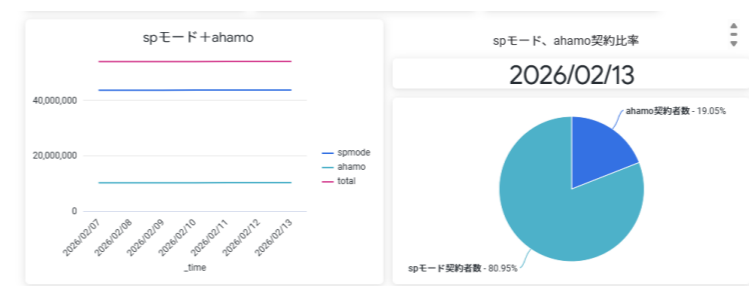 spモード＋ahamo
40,000,000
20,000,000
0
spmode
ahamo
total
2026/02/07
2026/02/08
2026/02/09
2026/02/10
2026/02/11
2026/02/12
2026/02/13
_time
spモード、ahamo契約比率
2026/02/13
ahamo契約者数 - 19.05%
spモード契約者数 - 80.95%